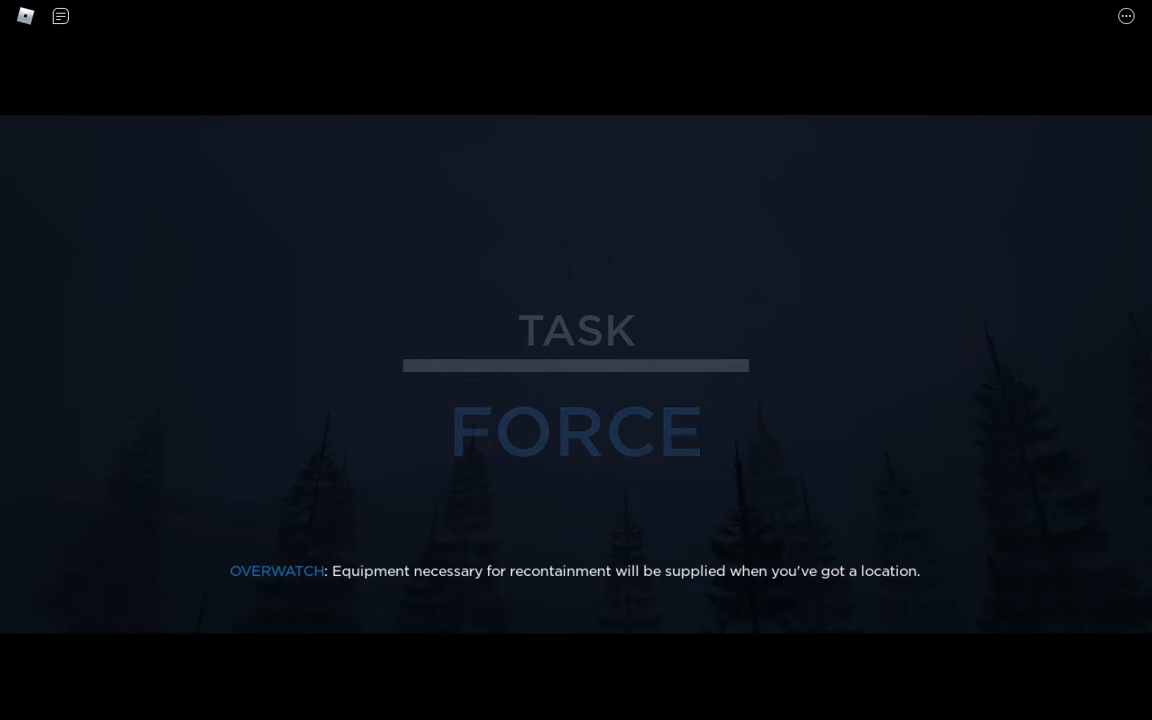 TASK
FORCE
OVERWATCH: Equipment necessary for recontainment will be supplied when you've got a location.